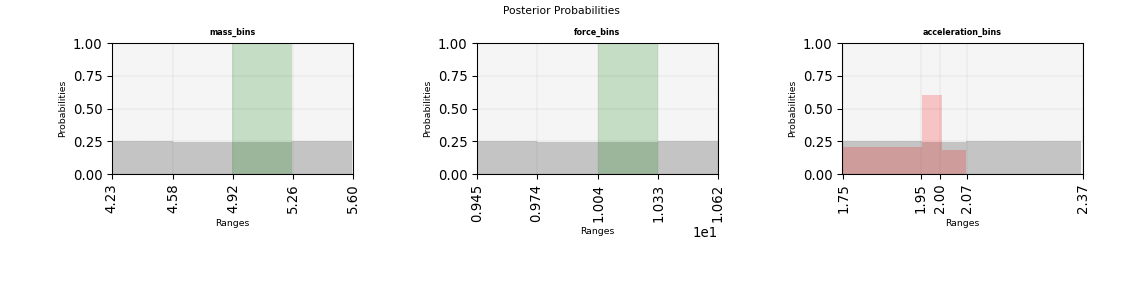 Posterior Probabilities
mass_bins
force_bins
acceleration_bins
Probabilities
1.00
0.75
0.50
0.25
0.00
4.23
4.58
4.92
5.26
5.60
Ranges
Probabilities
1.00
0.75
0.50
0.25
0.00
0.945
0.974
1.004
1.033
1.062
Ranges
1e1
Probabilities
1.00
0.75
0.50
0.25
0.00
1.75
1.95
2.00
2.07
2.37
Ranges